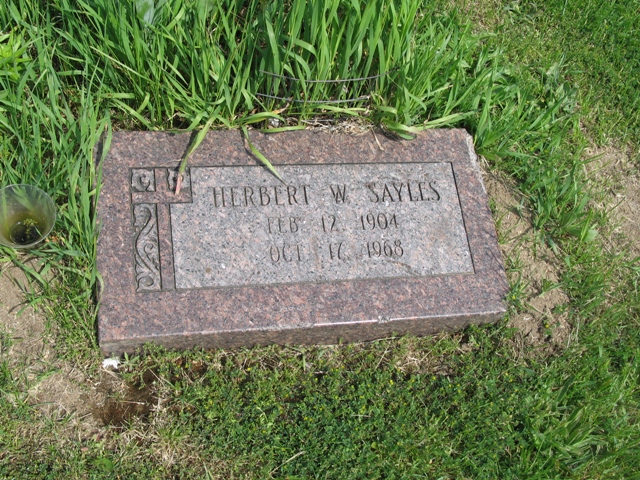 HERBERT W. SAYLES
FEB 12 1904
OCT 17 1968